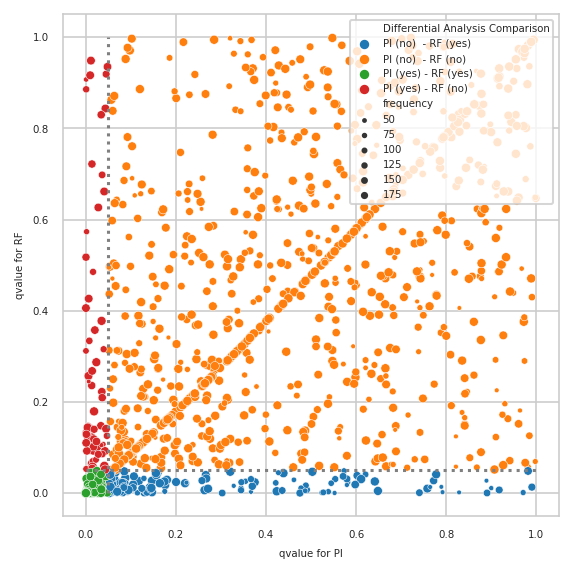 Differential Analysis Comparison
PI (no) - RF (yes)
PI (no) - RF (no)
PI (yes) - RF (yes)
PI (yes) - RF (no)
frequency
50
75
100
125
150
175
qvalue for RF
1.0
0.8
0.6
0.4
0.2
0.0
0.0 0.2 0.4 0.6 0.8 1.0
qvalue for PI